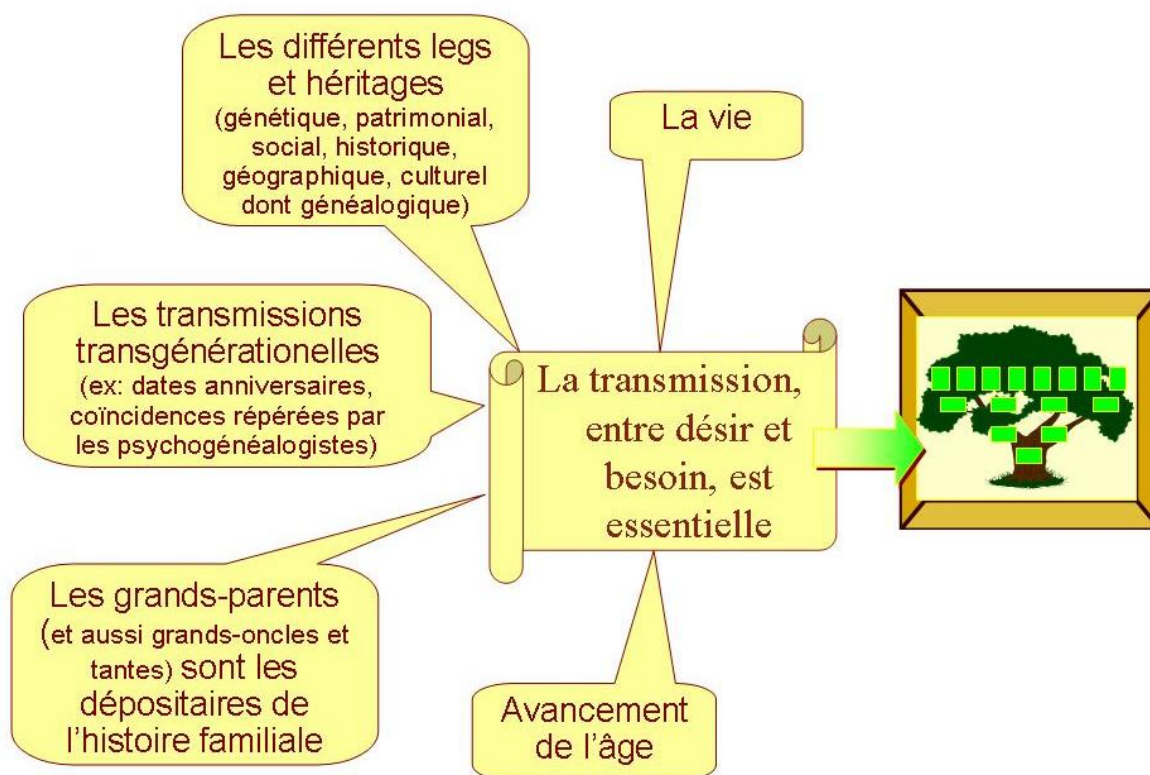 Les différents legs
et héritages
(génétique, patrimonial,
social, historique,
géographique, culturel
dont généalogique)
La vie
Les transmissions
transgénérationelles
(ex: dates anniversaires,
coïncidences répérées par
les psychogénéalogistes)
La transmission,
entre désir et
besoin, est
essentielle
Les grands-parents
(et aussi grands-oncles et
tantes) sont les
dépositaires de
l'histoire familiale
Avancement
de l'âge